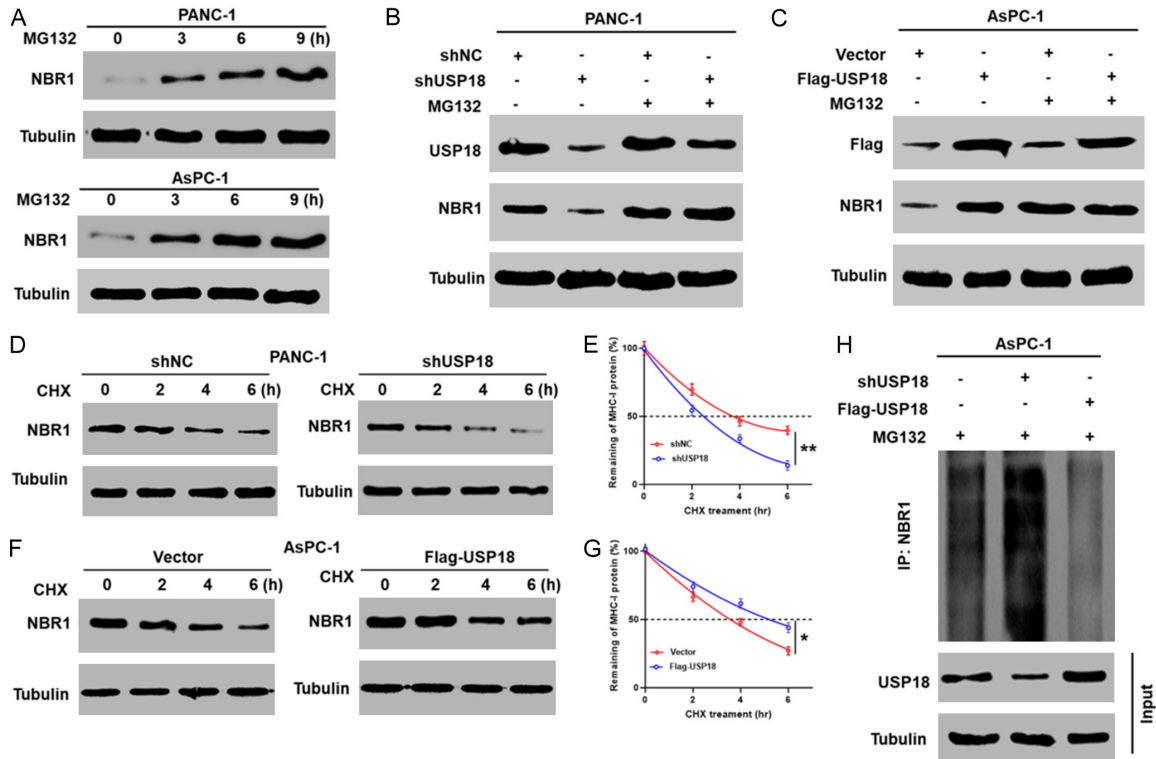 A
PANC-1
MG132 0 3 6 9 (h)
NBR1
Tubulin
AsPC-1
MG132 0 3 6 9 (h)
NBR1
Tubulin
B
PANC-1
shNC + - + -
shUSP18 - + - +
MG132 - - + +
USP18
NBR1
Tubulin
C
AsPC-1
Vector + - + -
Flag-USP18 - + - +
MG132 - - + +
Flag
NBR1
Tubulin
D
PANC-1
shNC
CHX 0 2 4 6 (h)
NBR1
Tubulin
shUSP18
CHX 0 2 4 6 (h)
NBR1
Tubulin
E
Remaining of MHC-I protein (%)
100
50
0
shNC
shUSP18
**
0 2 4 6
CHX treament (hr)
F
AsPC-1
Vector
CHX 0 2 4 6 (h)
NBR1
Tubulin
Flag-USP18
CHX 0 2 4 6 (h)
NBR1
Tubulin
G
Remaining of MHC-I protein (%)
100
50
0
Vector
Flag-USP18
*
0 2 4 6
CHX treament (hr)
H
AsPC-1
shUSP18 - + -
Flag-USP18 - - +
MG132 + + +
IP: NBR1
USP18
Tubulin
Input